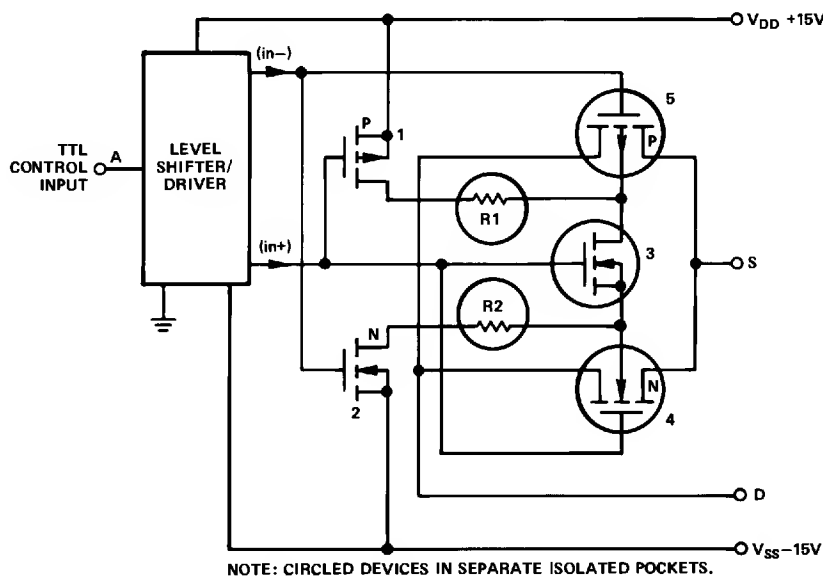 V_DD +15V
(in−)
5
P
1
P
TTL
CONTROL
INPUT
A
LEVEL
SHIFTER/
DRIVER
R1
(in+)
3
S
R2
N
N
4
2
D
V_SS −15V
NOTE: CIRCLED DEVICES IN SEPARATE ISOLATED POCKETS.